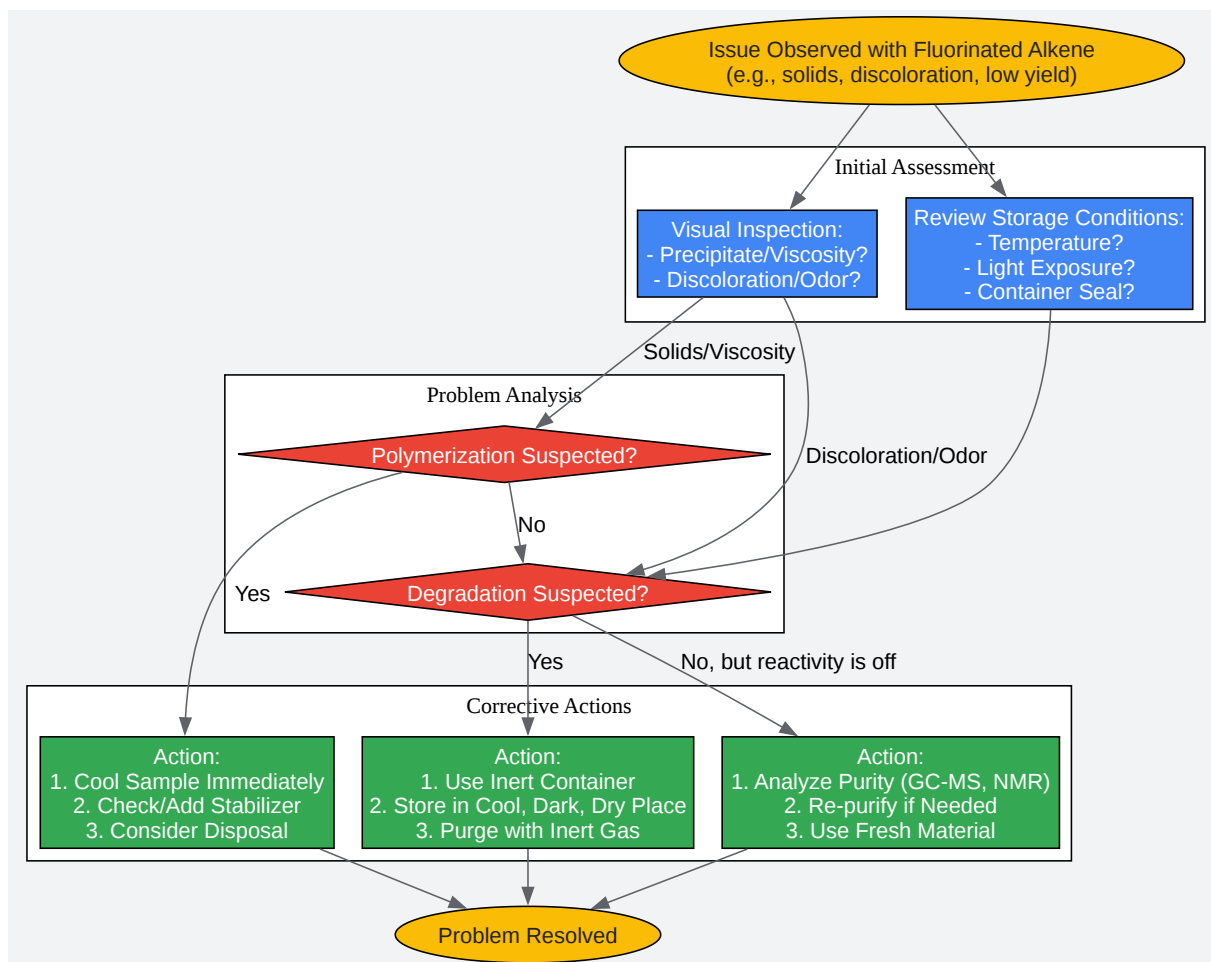 Issue Observed with Fluorinated Alkene
(e.g., solids, discoloration, low yield)
Initial Assessment
Visual Inspection:
- Precipitate/Viscosity?
- Discoloration/Odor?
Review Storage Conditions:
- Temperature?
- Light Exposure?
- Container Seal?
Solids/Viscosity
Problem Analysis
Polymerization Suspected?
Discoloration/Odor
No
Yes
Degradation Suspected?
Yes
No, but reactivity is off
Corrective Actions
Action:
1. Cool Sample Immediately
2. Check/Add Stabilizer
3. Consider Disposal
Action:
1. Use Inert Container
2. Store in Cool, Dark, Dry Place
3. Purge with Inert Gas
Action:
1. Analyze Purity (GC-MS, NMR)
2. Re-purify if Needed
3. Use Fresh Material
Problem Resolved